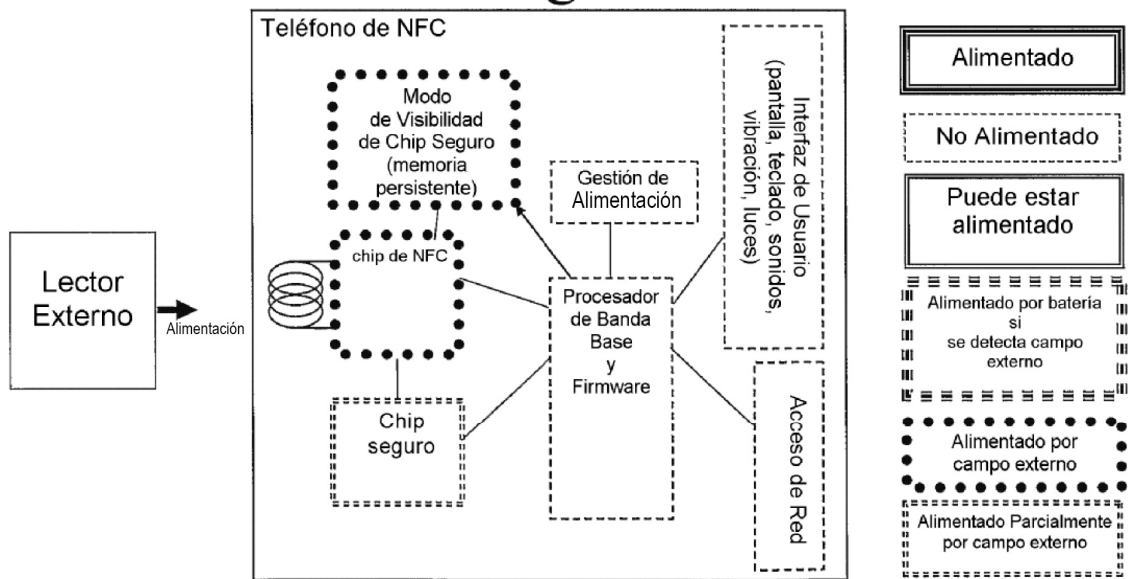 Teléfono de NFC
Modo
de Visibilidad
de Chip Seguro
(memoria
persistente)
Gestión de
Alimentación
Interfaz de Usuario
(pantalla, teclado, sonidos,
vibración, luces)
chip de NFC
Lector
Externo
Alimentación
Procesador
de Banda
Base
y
Firmware
Chip
seguro
Acceso de Red
Alimentado
No Alimentado
Puede estar
alimentado
Alimentado por batería
si
se detecta campo
externo
Alimentado por
campo externo
Alimentado Parcialmente
por campo externo